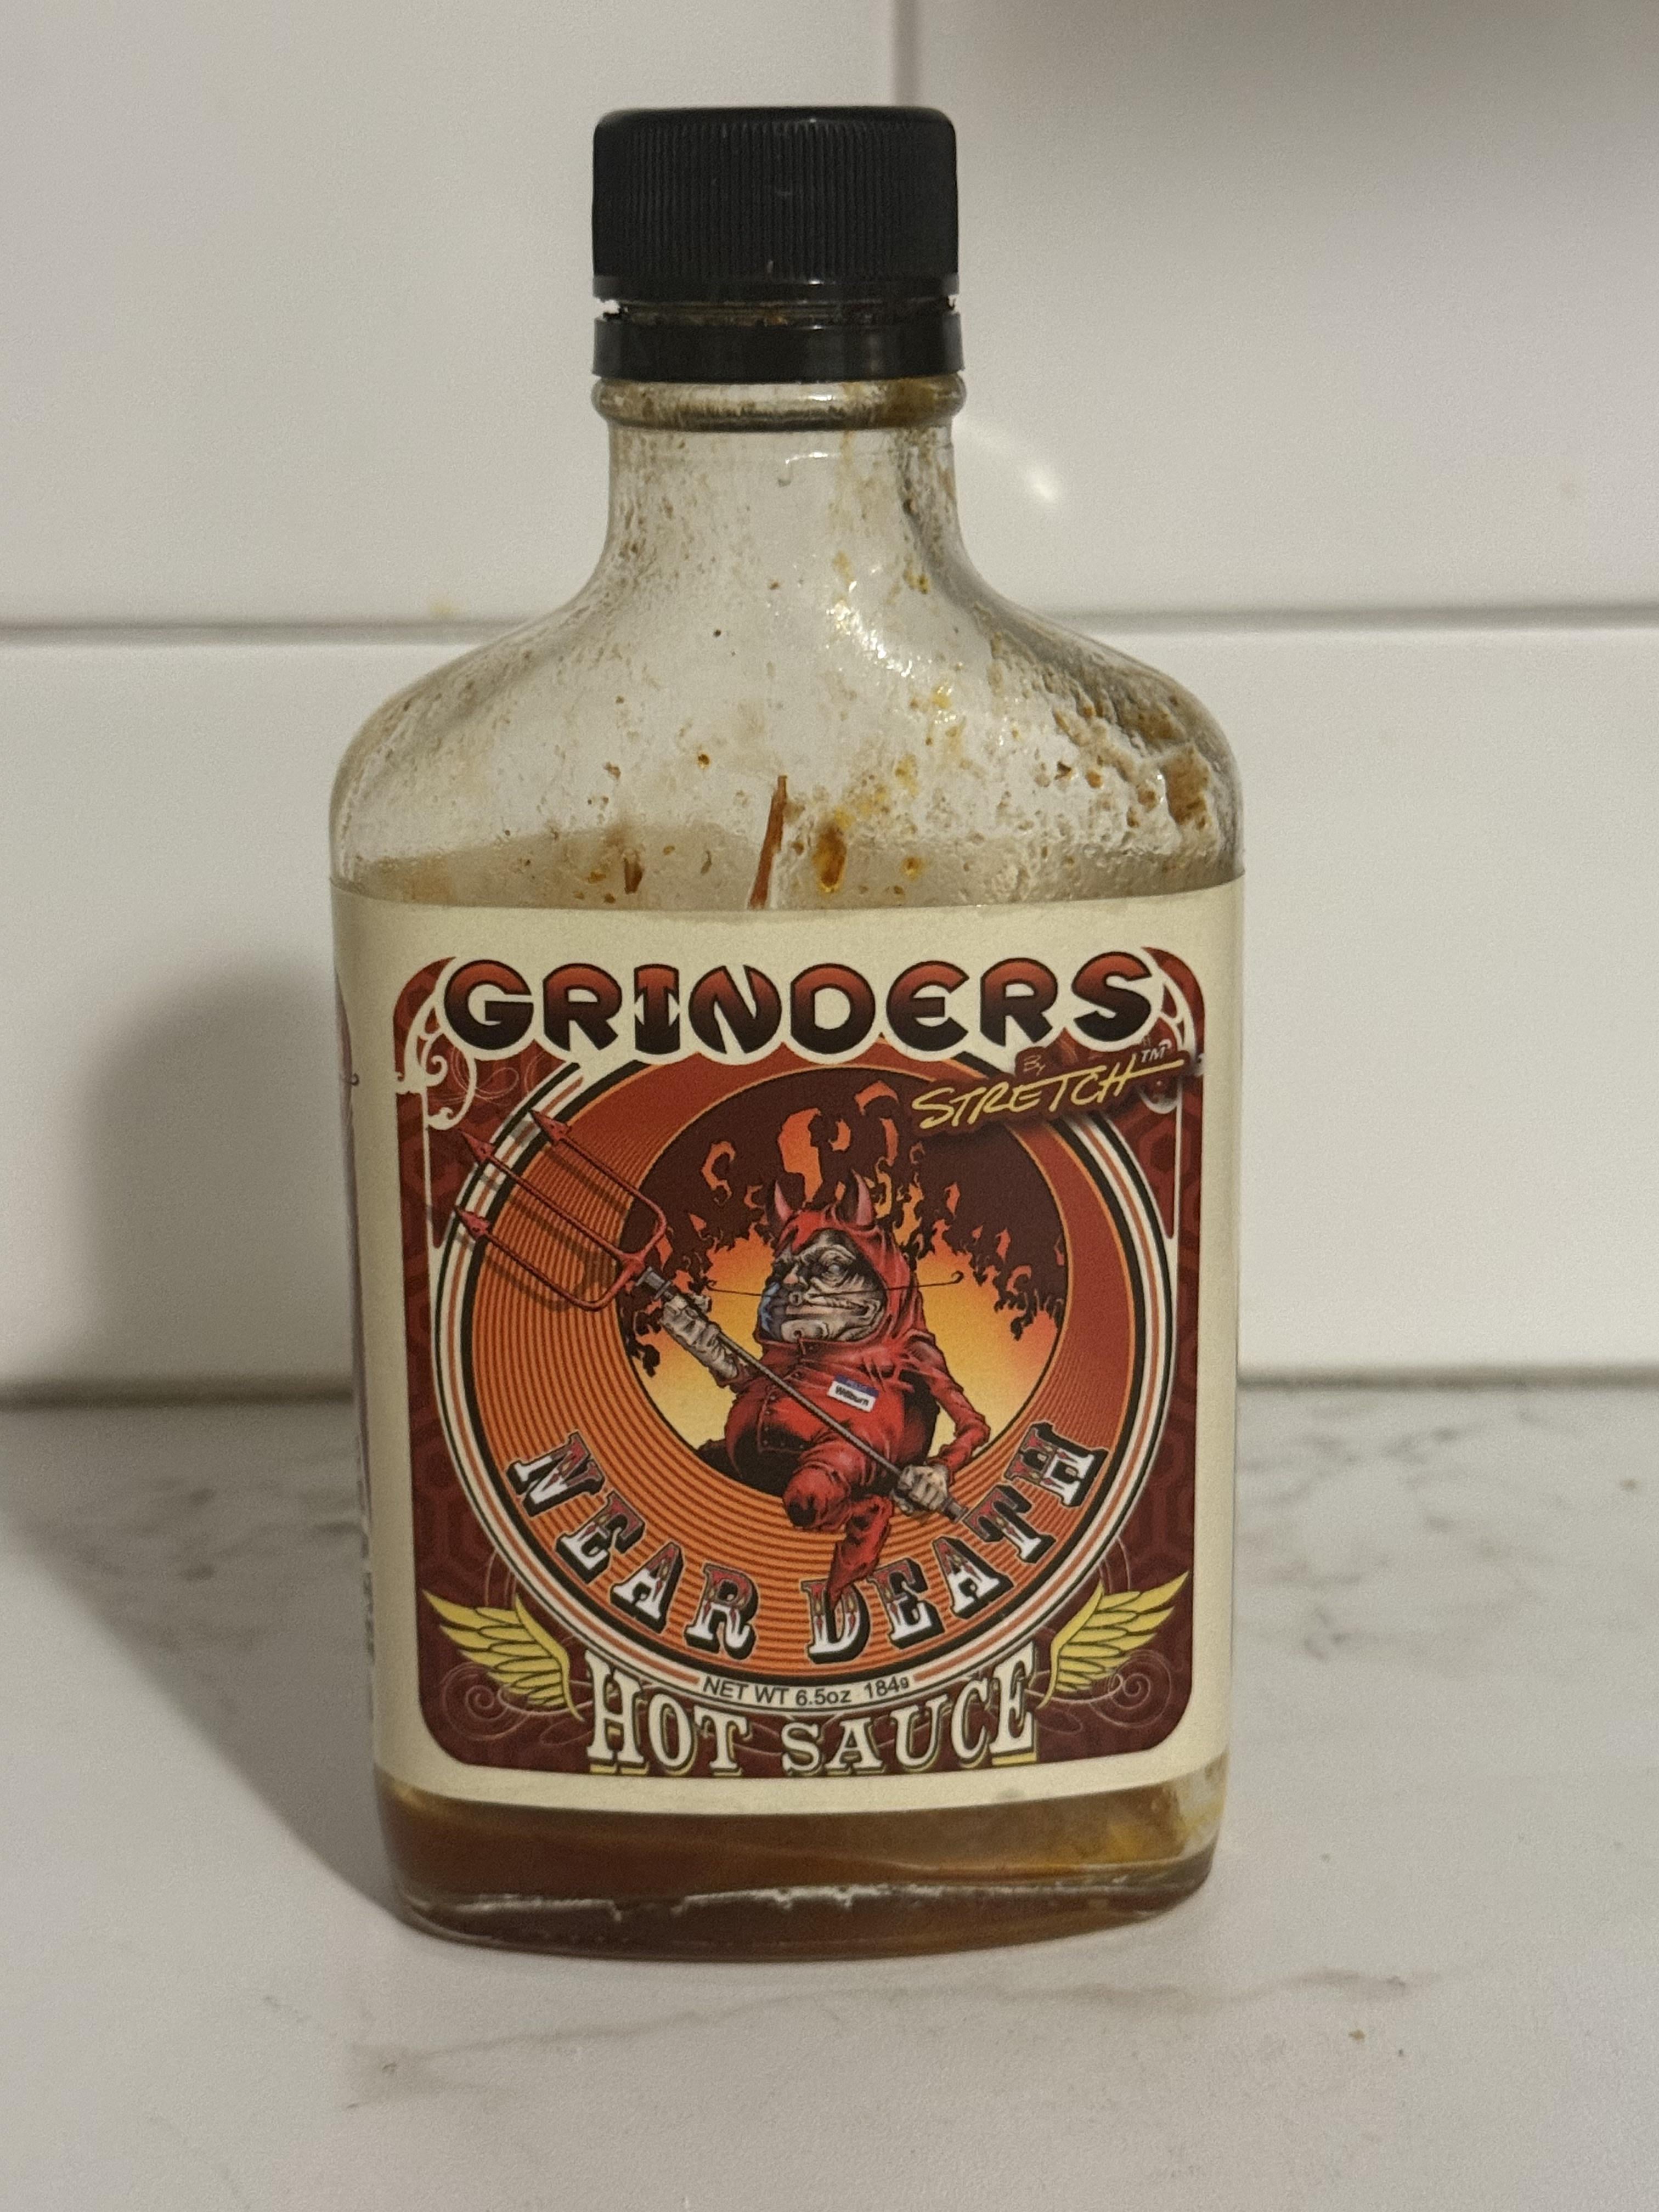 GRINDERS
By
STRETCH™
Wilburn
NEAR DEATH
NET WT 6.5oz 184g
HOT SAUCE